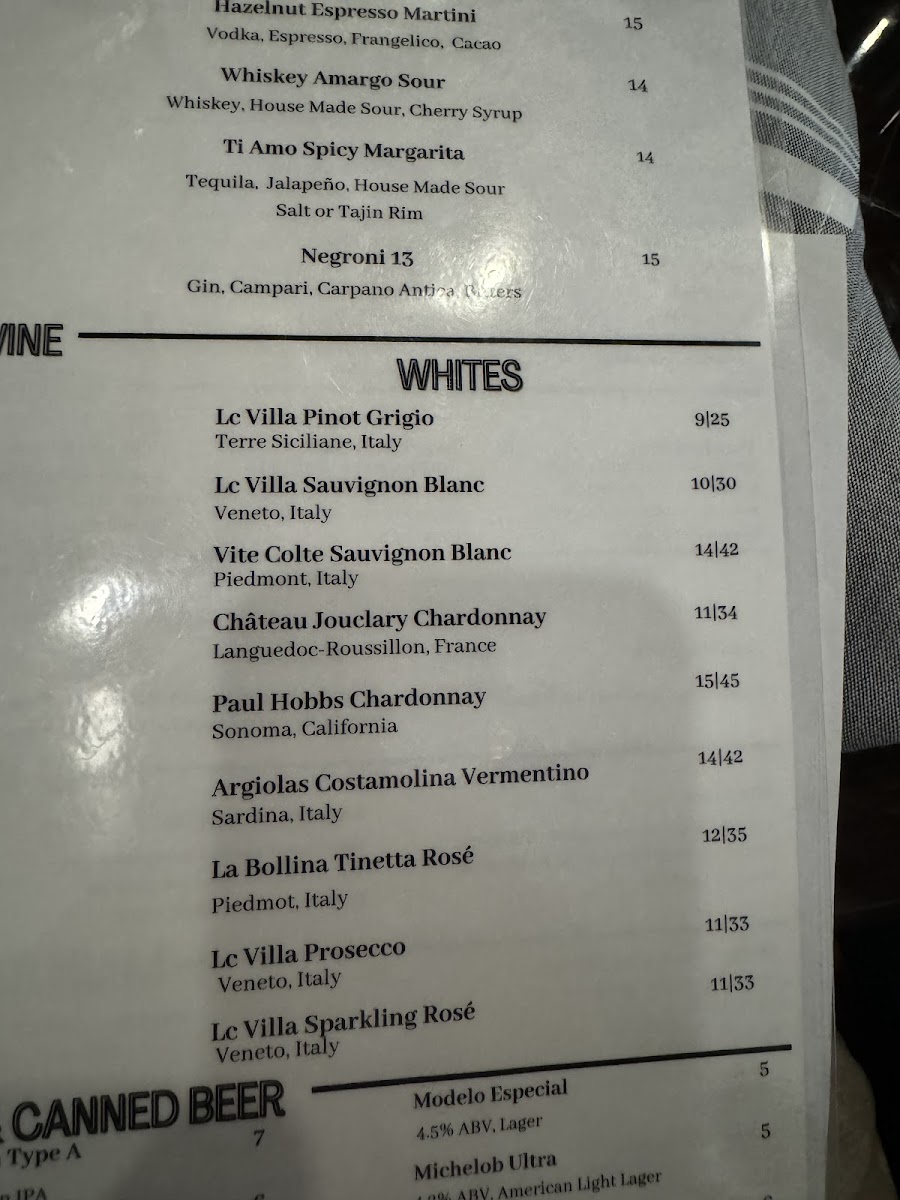 Hazelnut Espresso Martini 15
Vodka, Espresso, Frangelico, Cacao
Whiskey Amargo Sour 14
Whiskey, House Made Sour, Cherry Syrup
Ti Amo Spicy Margarita 14
Tequila, Jalapeño, House Made Sour
Salt or Tajin Rim
Negroni 13 15
Gin, Campari, Carpano Antica, Bitters
WINE
WHITES
Lc Villa Pinot Grigio 9|25
Terre Siciliane, Italy
Lc Villa Sauvignon Blanc 10|30
Veneto, Italy
Vite Colte Sauvignon Blanc 14|42
Piedmont, Italy
Château Jouclary Chardonnay 11|34
Languedoc-Roussillon, France
Paul Hobbs Chardonnay 15|45
Sonoma, California
Argiolas Costamolina Vermentino 14|42
Sardina, Italy
La Bollina Tinetta Rosé 12|35
Piedmot, Italy
Lc Villa Prosecco 11|33
Veneto, Italy
Lc Villa Sparkling Rosé 11|33
Veneto, Italy
& CANNED BEER
Type A 7
IPA
Modelo Especial 5
4.5% ABV, Lager
Michelob Ultra 5
ABV, American Light Lager